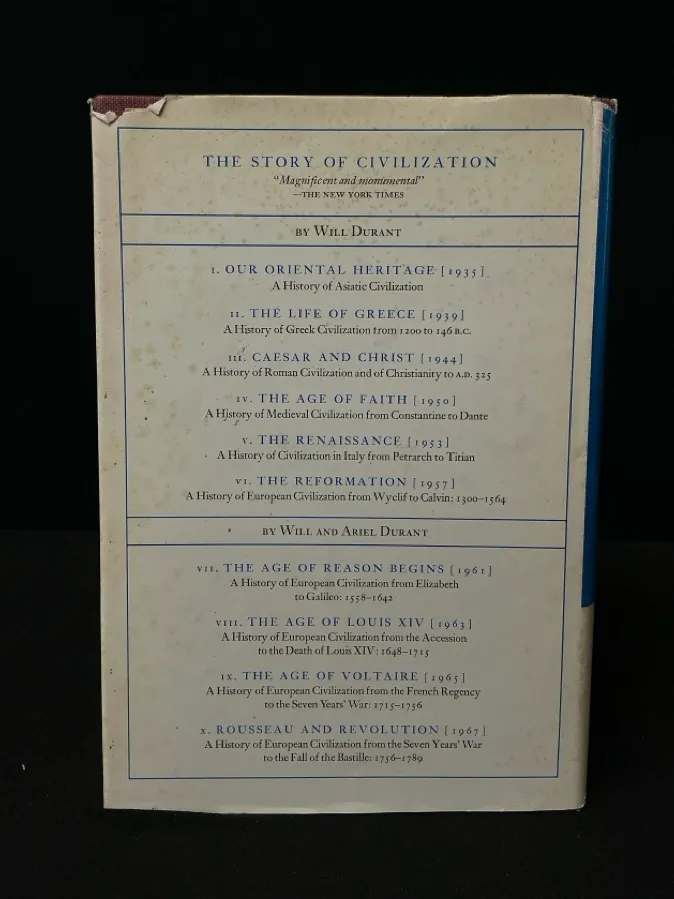 THE STORY OF CIVILIZATION
"Magnificent and monumental"
—THE NEW YORK TIMES
BY WILL DURANT
I. OUR ORIENTAL HERITAGE [1935]
A History of Asiatic Civilization
II. THE LIFE OF GREECE [1939]
A History of Greek Civilization from 1200 to 146 B.C.
III. CAESAR AND CHRIST [1944]
A History of Roman Civilization and of Christianity to A.D. 325
IV. THE AGE OF FAITH [1950]
A History of Medieval Civilization from Constantine to Dante
V. THE RENAISSANCE [1953]
A History of Civilization in Italy from Petrarch to Titian
VI. THE REFORMATION [1957]
A History of European Civilization from Wyclif to Calvin: 1300–1564
BY WILL AND ARIEL DURANT
VII. THE AGE OF REASON BEGINS [1961]
A History of European Civilization from Elizabeth
to Galileo: 1558–1642
VIII. THE AGE OF LOUIS XIV [1963]
A History of European Civilization from the Accession
to the Death of Louis XIV: 1648–1715
IX. THE AGE OF VOLTAIRE [1965]
A History of European Civilization from the French Regency
to the Seven Years' War: 1715–1756
X. ROUSSEAU AND REVOLUTION [1967]
A History of European Civilization from the Seven Years' War
to the Fall of the Bastille: 1756–1789